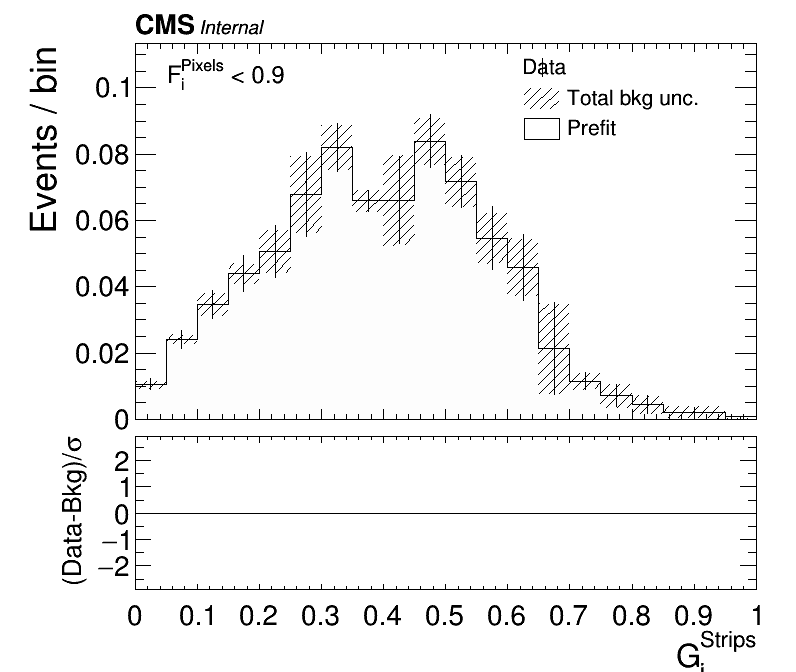 CMS Internal
F_i^Pixels < 0.9
Data
Total bkg unc.
Prefit
Events / bin
0.1
0.08
0.06
0.04
0.02
0
(Data-Bkg)/σ
2
1
0
−1
−2
0 0.1 0.2 0.3 0.4 0.5 0.6 0.7 0.8 0.9 1
G_i^Strips